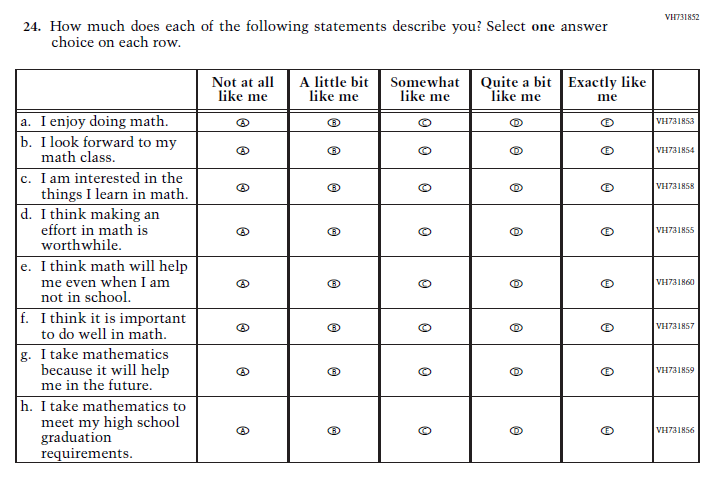 VH731852
24. How much does each of the following statements describe you? Select one answer
choice on each row.
Not at all like me A little bit like me Somewhat like me Quite a bit like me Exactly like me
a. I enjoy doing math. A B C D E VH731853
b. I look forward to my
math class. A B C D E VH731854
c. I am interested in the
things I learn in math. A B C D E VH731858
d. I think making an
effort in math is
worthwhile. A B C D E VH731855
e. I think math will help
me even when I am
not in school. A B C D E VH731860
f. I think it is important
to do well in math. A B C D E VH731857
g. I take mathematics
because it will help
me in the future. A B C D E VH731859
h. I take mathematics to
meet my high school
graduation
requirements. A B C D E VH731856